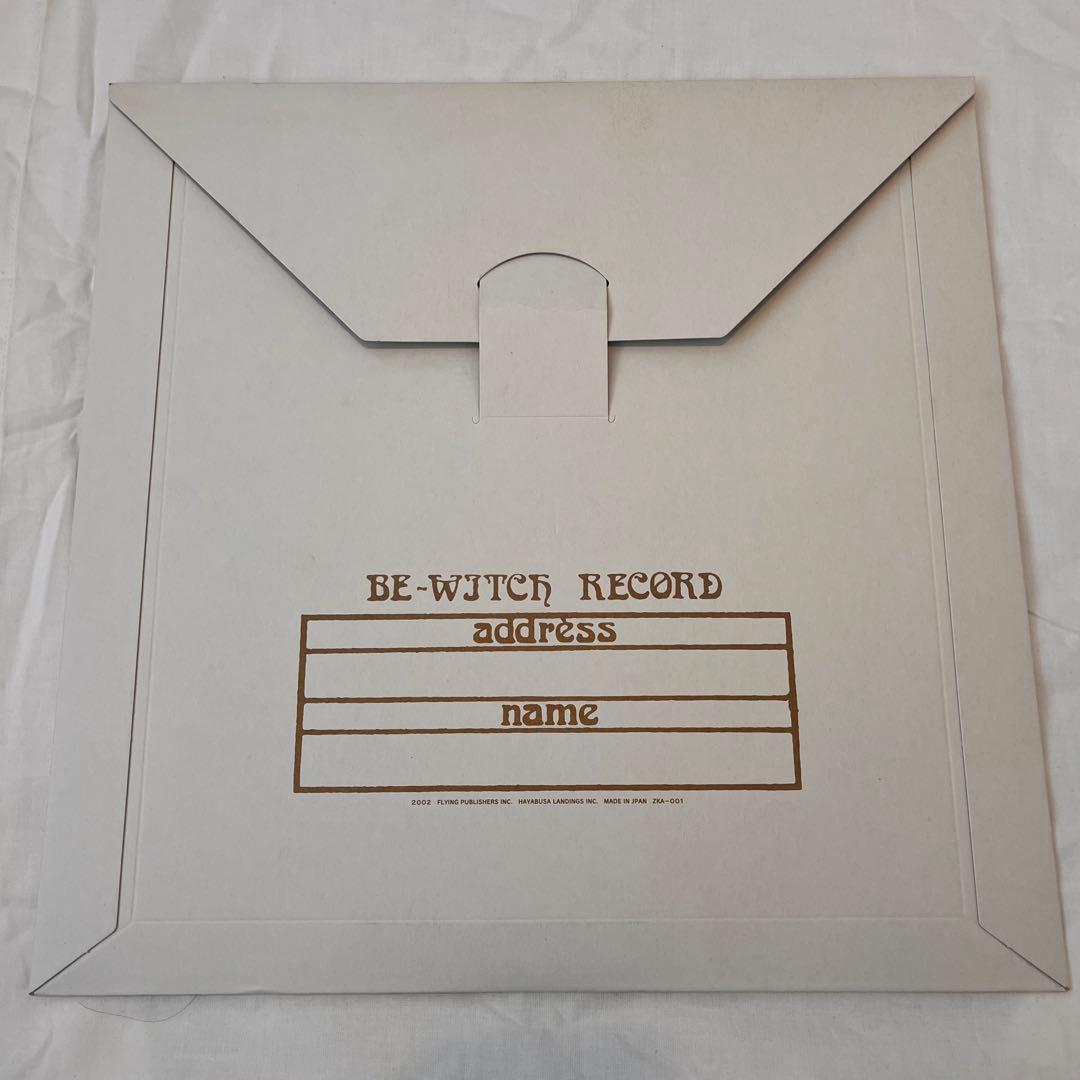 BE-WITCH RECORD
address
name
2002 FLYING PUBLISHERS INC. HAYABUSA LANDINGS INC. MADE IN JPAN ZKA-001